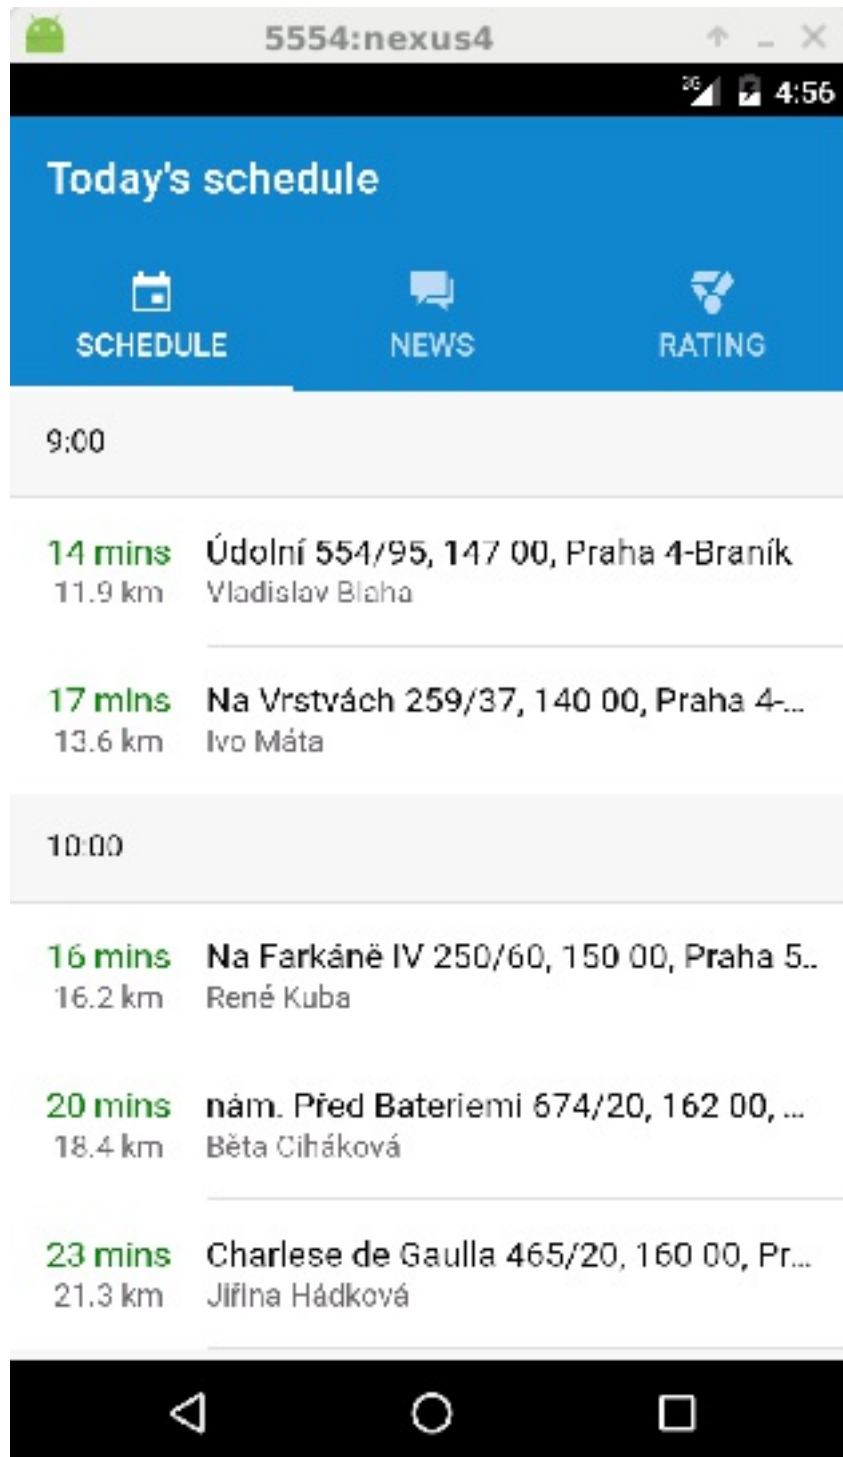 5554:nexus4
3G 4:56
Today's schedule
SCHEDULE NEWS RATING
9:00
14 mins Údolní 554/95, 147 00, Praha 4-Braník
11.9 km Vladislav Blaha
17 mins Na Vrstvách 259/37, 140 00, Praha 4-...
13.6 km Ivo Máta
10:00
16 mins Na Farkáně IV 250/60, 150 00, Praha 5..
16.2 km René Kuba
20 mins nám. Před Bateriemi 674/20, 162 00, ...
18.4 km Běta Ciháková
23 mins Charlese de Gaulla 465/20, 160 00, Pr...
21.3 km Jiřina Hádková